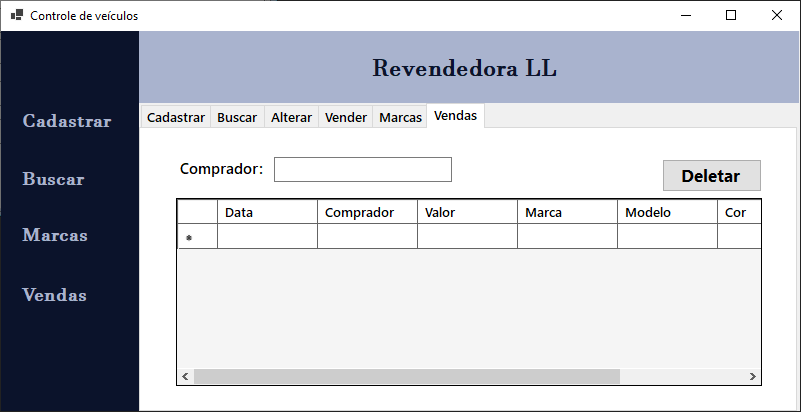 Controle de veículos
Revendedora LL
Cadastrar
Buscar
Marcas
Vendas
Cadastrar Buscar Alterar Vender Marcas Vendas
Comprador:
Deletar
Data Comprador Valor Marca Modelo Cor
*